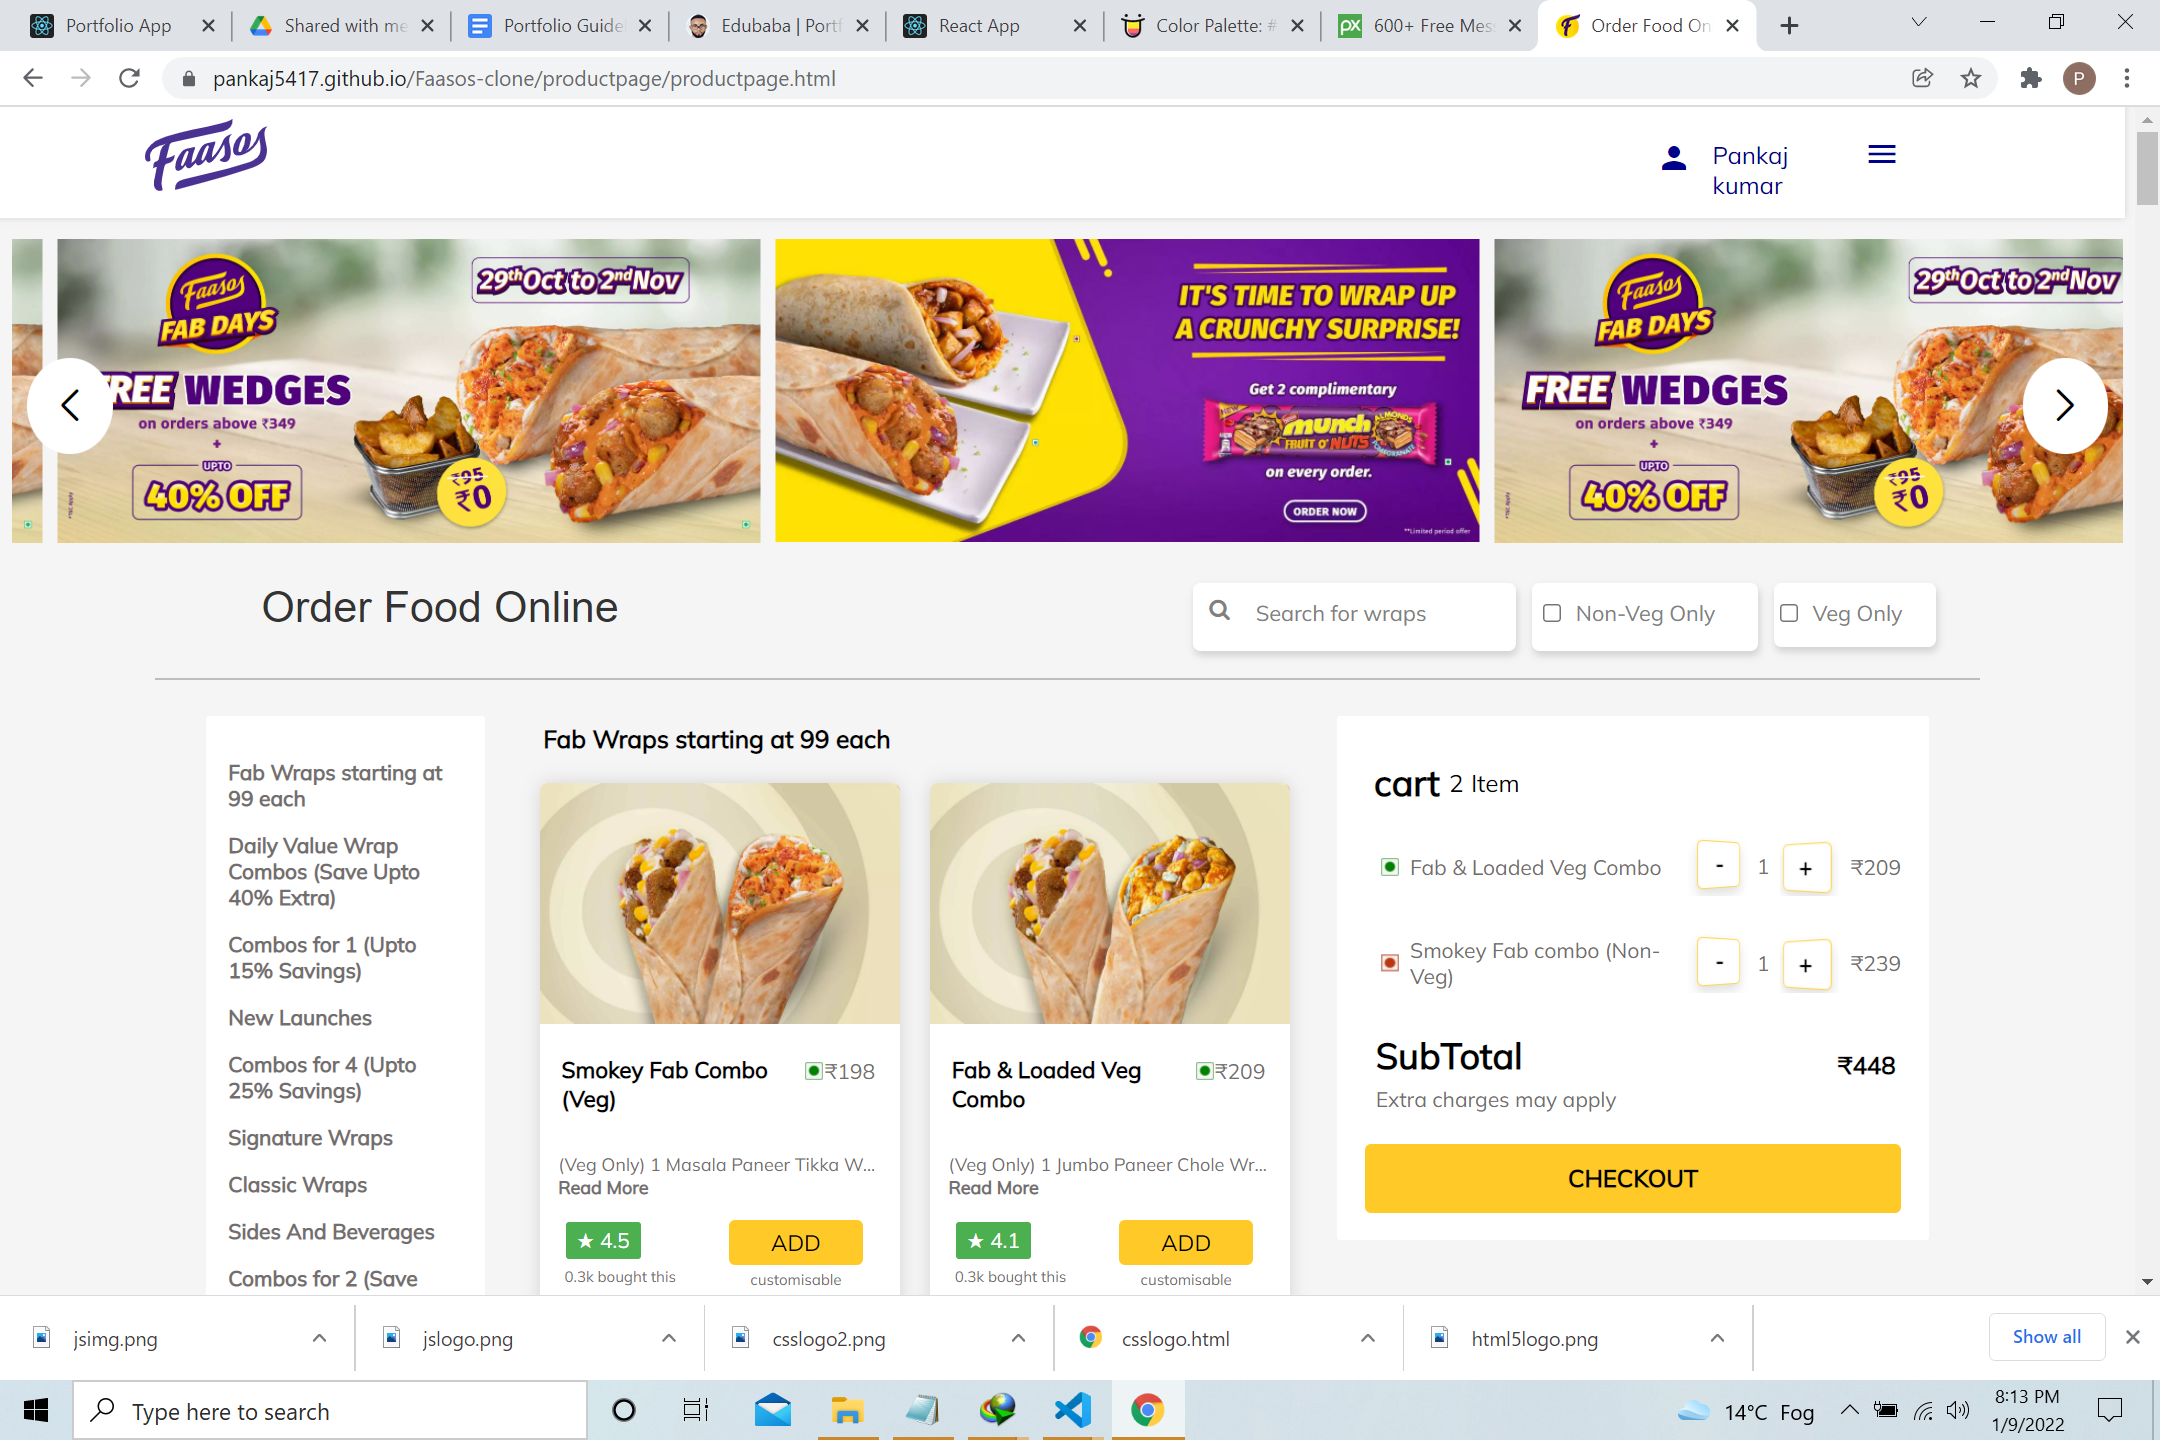 Portfolio App
Shared with me
Portfolio Guidel
Edubaba | Portf
React App
Color Palette: #
600+ Free Mes
Order Food On
pankaj5417.github.io/Faasos-clone/productpage/productpage.html
P
Faasos
Pankaj
kumar
Faasos
FAB DAYS
29thOct to 2ndNov
REE WEDGES
on orders above ₹349
+
UPTO
40% OFF
₹95
₹0
IT'S TIME TO WRAP UP
A CRUNCHY SURPRISE!
Get 2 complimentary
munch
FRUIT O' NUTS
ALMONDS
on every order.
ORDER NOW
**Limited period offer
Faasos
FAB DAYS
29thOct to 2ndNov
FREE WEDGES
on orders above ₹349
+
UPTO
40% OFF
₹95
₹0
Order Food Online
Search for wraps
Non-Veg Only
Veg Only
Fab Wraps starting at
99 each
Daily Value Wrap
Combos (Save Upto
40% Extra)
Combos for 1 (Upto
15% Savings)
New Launches
Combos for 4 (Upto
25% Savings)
Signature Wraps
Classic Wraps
Sides And Beverages
Combos for 2 (Save
Fab Wraps starting at 99 each
Smokey Fab Combo
(Veg)
₹198
(Veg Only) 1 Masala Paneer Tikka W...
Read More
★ 4.5
ADD
0.3k bought this
customisable
Fab & Loaded Veg
Combo
₹209
(Veg Only) 1 Jumbo Paneer Chole Wr...
Read More
★ 4.1
ADD
0.3k bought this
customisable
cart 2 Item
Fab & Loaded Veg Combo - 1 + ₹209
Smokey Fab combo (Non-
Veg) - 1 + ₹239
SubTotal ₹448
Extra charges may apply
CHECKOUT
jsimg.png
jslogo.png
csslogo2.png
csslogo.html
html5logo.png
Show all
Type here to search
14°C Fog
8:13 PM
1/9/2022